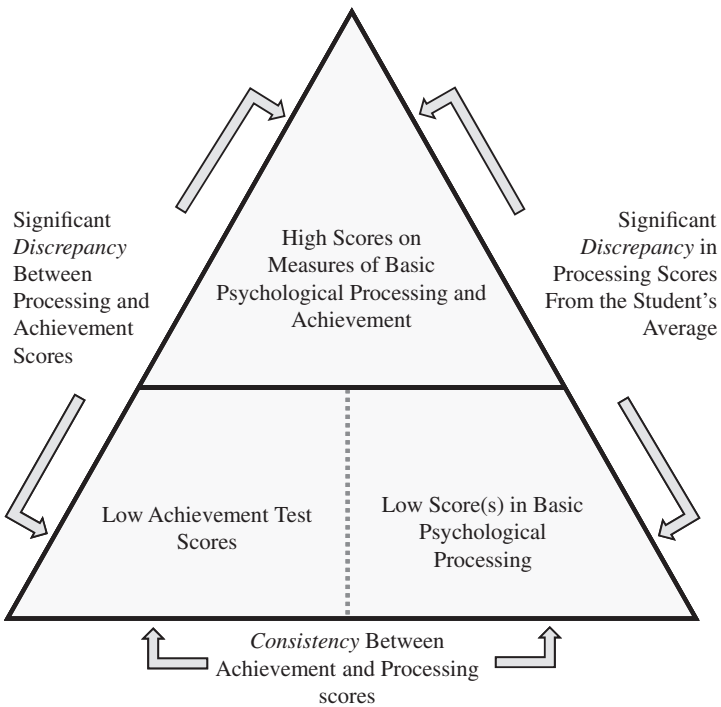 Significant
Discrepancy
Between
Processing and
Achievement
Scores
High Scores on
Measures of Basic
Psychological Processing and
Achievement
Significant
Discrepancy in
Processing Scores
From the Student’s
Average
Low Achievement Test
Scores
Low Score(s) in Basic
Psychological
Processing
Consistency Between
Achievement and Processing
scores